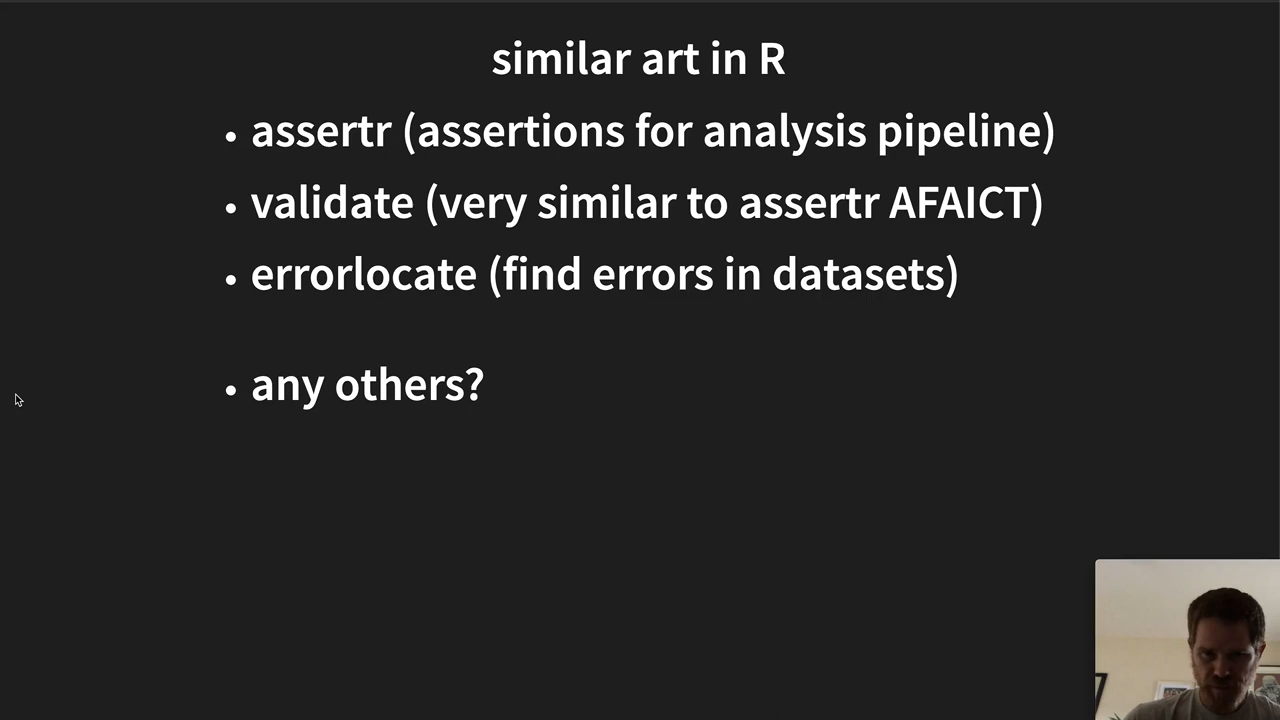 similar art in R
• assertr (assertions for analysis pipeline)
• validate (very similar to assertr AFAICT)
• errorlocate (find errors in datasets)
• any others?